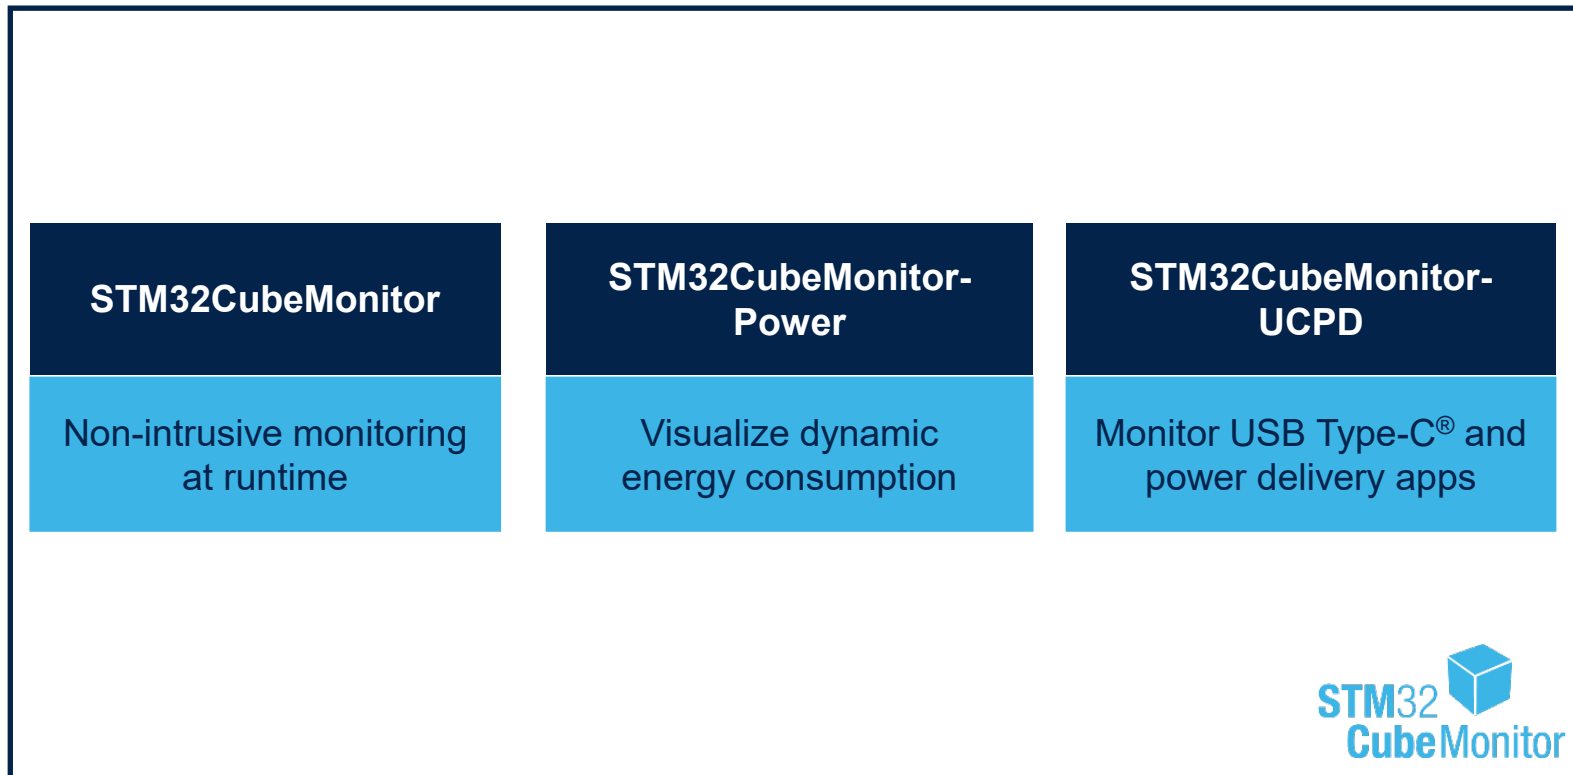 STM32CubeMonitor
Non-intrusive monitoring
at runtime
STM32CubeMonitor-
Power
Visualize dynamic
energy consumption
STM32CubeMonitor-
UCPD
Monitor USB Type-C® and
power delivery apps
STM32
CubeMonitor